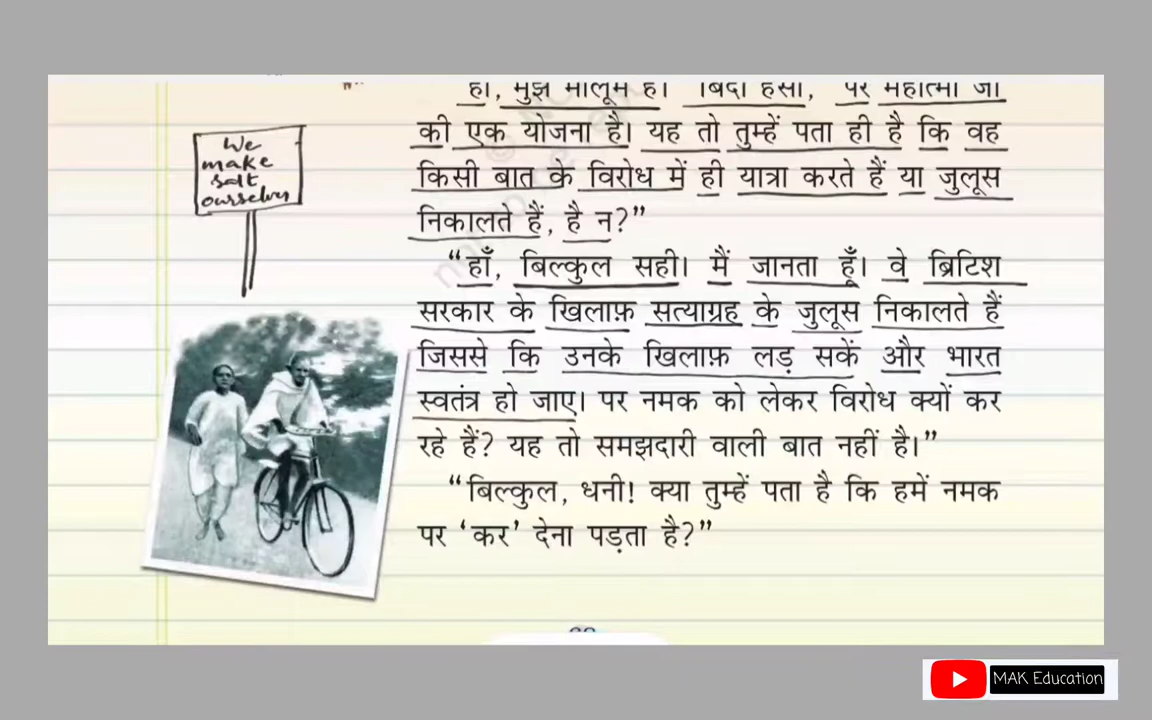 We
make
salt
ourselves
की एक योजना है। यह तो तुम्हें पता ही है कि वह
किसी बात के विरोध में ही यात्रा करते हैं या जुलूस
निकालते हैं, है न?”
“हाँ, बिल्कुल सही। मैं जानता हूँ। वे ब्रिटिश
सरकार के खिलाफ़ सत्याग्रह के जुलूस निकालते हैं
जिससे कि उनके खिलाफ़ लड़ सकें और भारत
स्वतंत्र हो जाए। पर नमक को लेकर विरोध क्यों कर
रहे हैं? यह तो समझदारी वाली बात नहीं है।”
“बिल्कुल, धनी! क्या तुम्हें पता है कि हमें नमक
पर ‘कर’ देना पड़ता है?”
MAK Education